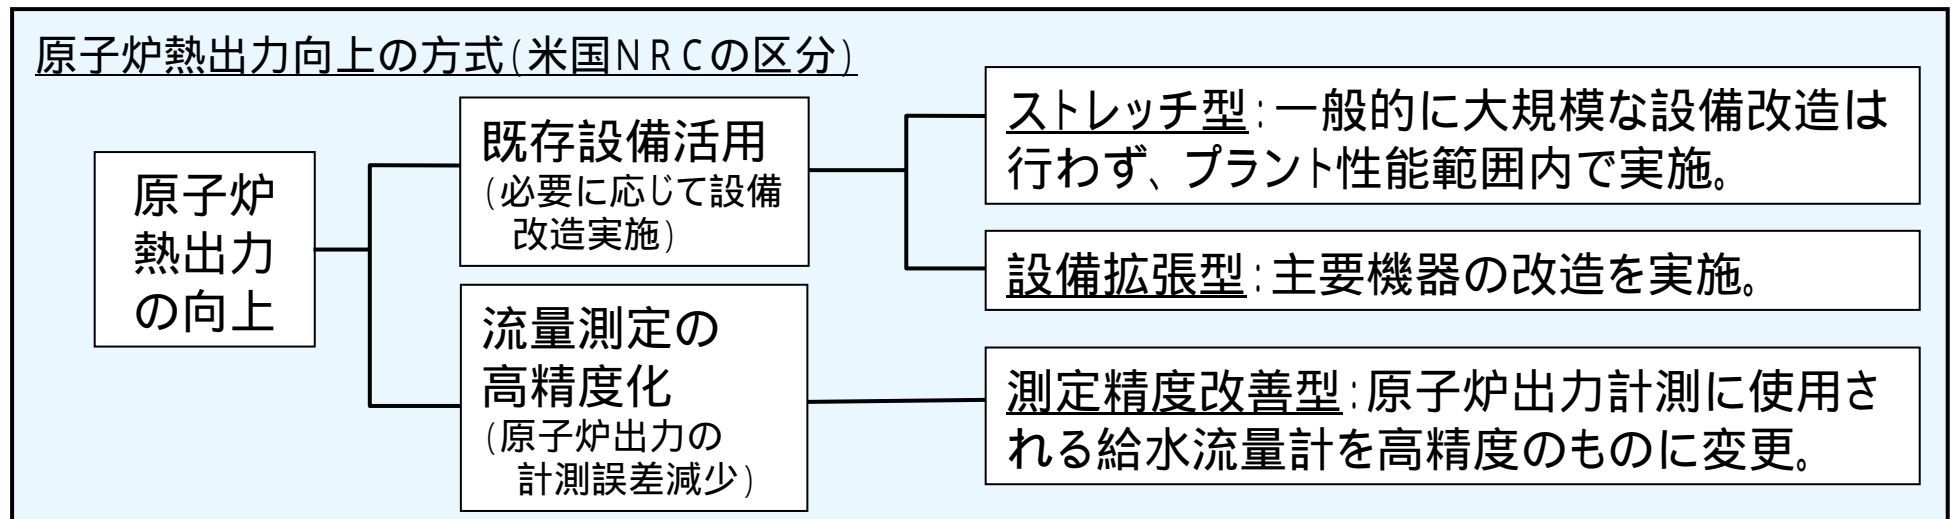 原子炉熱出力向上の方式(米国NRCの区分)
原子炉
熱出力
の向上
既存設備活用
(必要に応じて設備
改造実施)
流量測定の
高精度化
(原子炉出力の
計測誤差減少)
ストレッチ型:一般的に大規模な設備改造は
行わず、プラント性能範囲内で実施。
設備拡張型:主要機器の改造を実施。
測定精度改善型:原子炉出力計測に使用さ
れる給水流量計を高精度のものに変更。